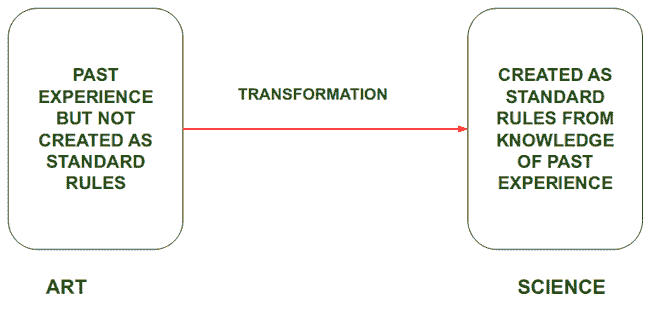 PAST
EXPERIENCE
BUT NOT
CREATED AS
STANDARD
RULES
TRANSFORMATION
CREATED AS
STANDARD
RULES FROM
KNOWLEDGE
OF PAST
EXPERIENCE
ART
SCIENCE